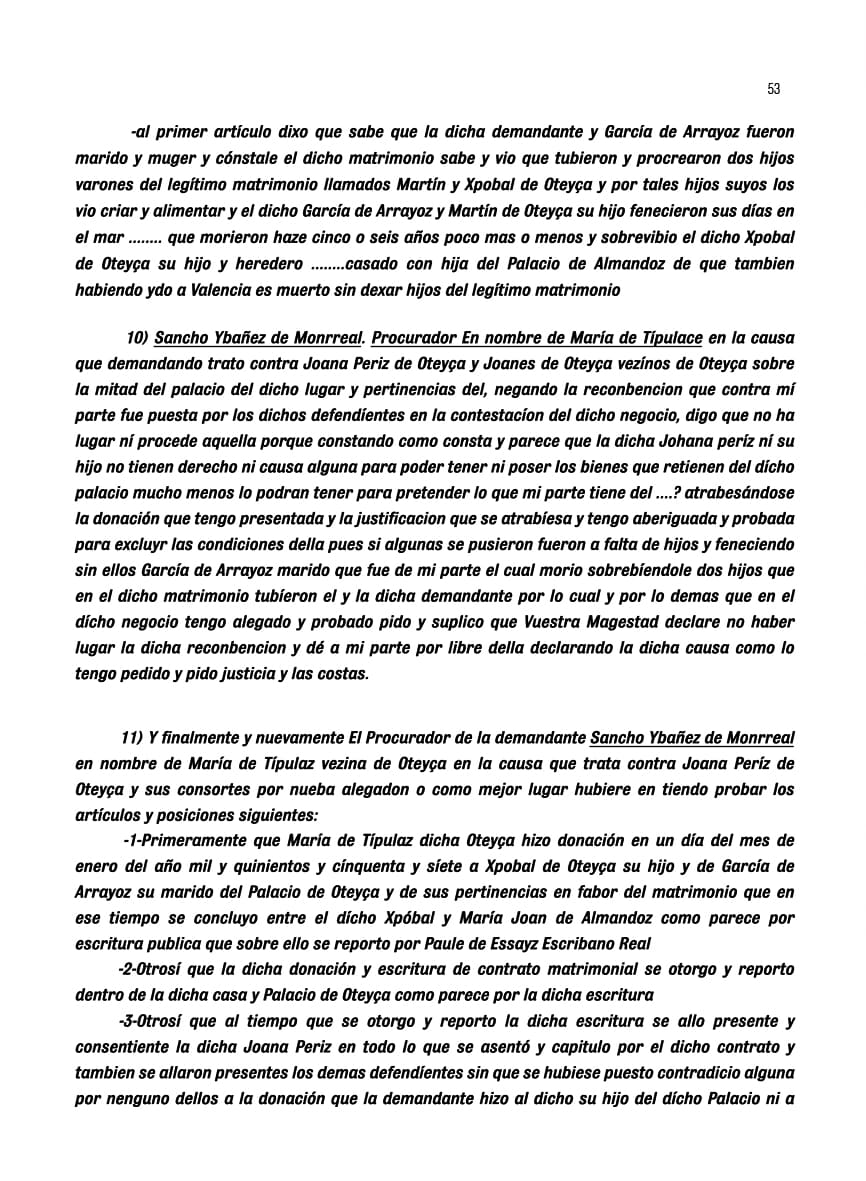 53
-al primer artículo dixo que sabe que la dicha demandante y García de Arrayoz fueron
marido y muger y cónstale el dicho matrimonio sabe y vio que tubieron y procrearon dos hijos
varones del legítimo matrimonio llamados Martín y Xpobal de Oteyça y por tales hijos suyos los
vio criar y alimentar y el dicho García de Arrayoz y Martín de Oteyça su hijo fenecieron sus días en
el mar ........ que morieron haze cinco o seis años poco mas o menos y sobrevibio el dicho Xpobal
de Oteyça su hijo y heredero ........casado con hija del Palacio de Almandoz de que tambien
habiendo ydo a Valencia es muerto sin dexar hijos del legítimo matrimonio
10) Sancho Ybañez de Monrreal. Procurador En nombre de María de Típulace en la causa
que demandando trato contra Joana Periz de Oteyça y Joanes de Oteyça vezínos de Oteyça sobre
la mitad del palacio del dicho lugar y pertinencias del, negando la reconbencion que contra mí
parte fue puesta por los dichos defendíentes en la contestacíon del dicho negocio, digo que no ha
lugar ní procede aquella porque constando como consta y parece que la dicha Johana períz ní su
hijo no tienen derecho ni causa alguna para poder tener ni poser los bienes que retienen del dícho
palacio mucho menos lo podran tener para pretender lo que mi parte tiene del ....? atrabesándose
la donación que tengo presentada y la justificacion que se atrabíesa y tengo aberiguada y probada
para excluyr las condiciones della pues si algunas se pusieron fueron a falta de hijos y feneciendo
sin ellos García de Arrayoz marido que fue de mi parte el cual morio sobrebíendole dos hijos que
en el dicho matrimonio tubíeron el y la dicha demandante por lo cual y por lo demas que en el
dícho negocio tengo alegado y probado pido y suplico que Vuestra Magestad declare no haber
lugar la dicha reconbencion y dé a mi parte por libre della declarando la dicha causa como lo
tengo pedido y pido justicia y las costas.
11) Y finalmente y nuevamente El Procurador de la demandante Sancho Ybañez de Monrreal
en nombre de María de Típulaz vezina de Oteyça en la causa que trata contra Joana Períz de
Oteyça y sus consortes por nueba alegadon o como mejor lugar hubiere en tiendo probar los
artículos y posiciones siguientes:
-1-Primeramente que María de Típulaz dicha Oteyça hizo donación en un día del mes de
enero del año mil y quinientos y cínquenta y síete a Xpobal de Oteyça su hijo y de García de
Arrayoz su marido del Palacio de Oteyça y de sus pertinencias en fabor del matrimonio que en
ese tiempo se concluyo entre el dícho Xpóbal y María Joan de Almandoz como parece por
escritura publica que sobre ello se reporto por Paule de Essayz Escribano Real
-2-Otrosí que la dicha donación y escritura de contrato matrimonial se otorgo y reporto
dentro de la dicha casa y Palacio de Oteyça como parece por la dicha escritura
-3-Otrosí que al tiempo que se otorgo y reporto la dicha escritura se allo presente y
consentiente la dicha Joana Periz en todo lo que se asentó y capitulo por el dicho contrato y
tambien se allaron presentes los demas defendíentes sin que se hubiese puesto contradicio alguna
por nenguno dellos a la donación que la demandante hizo al dicho su hijo del dícho Palacio ni a